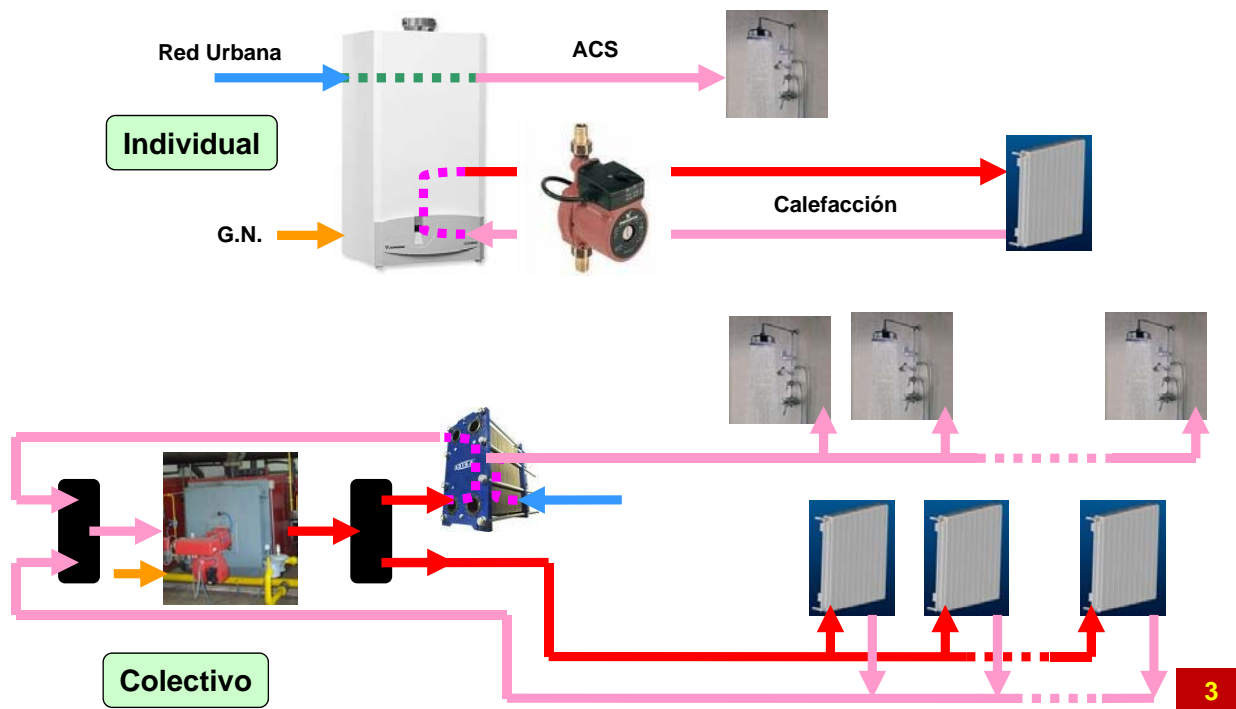 Red Urbana
ACS
Individual
Calefacción
G.N.
Colectivo
3